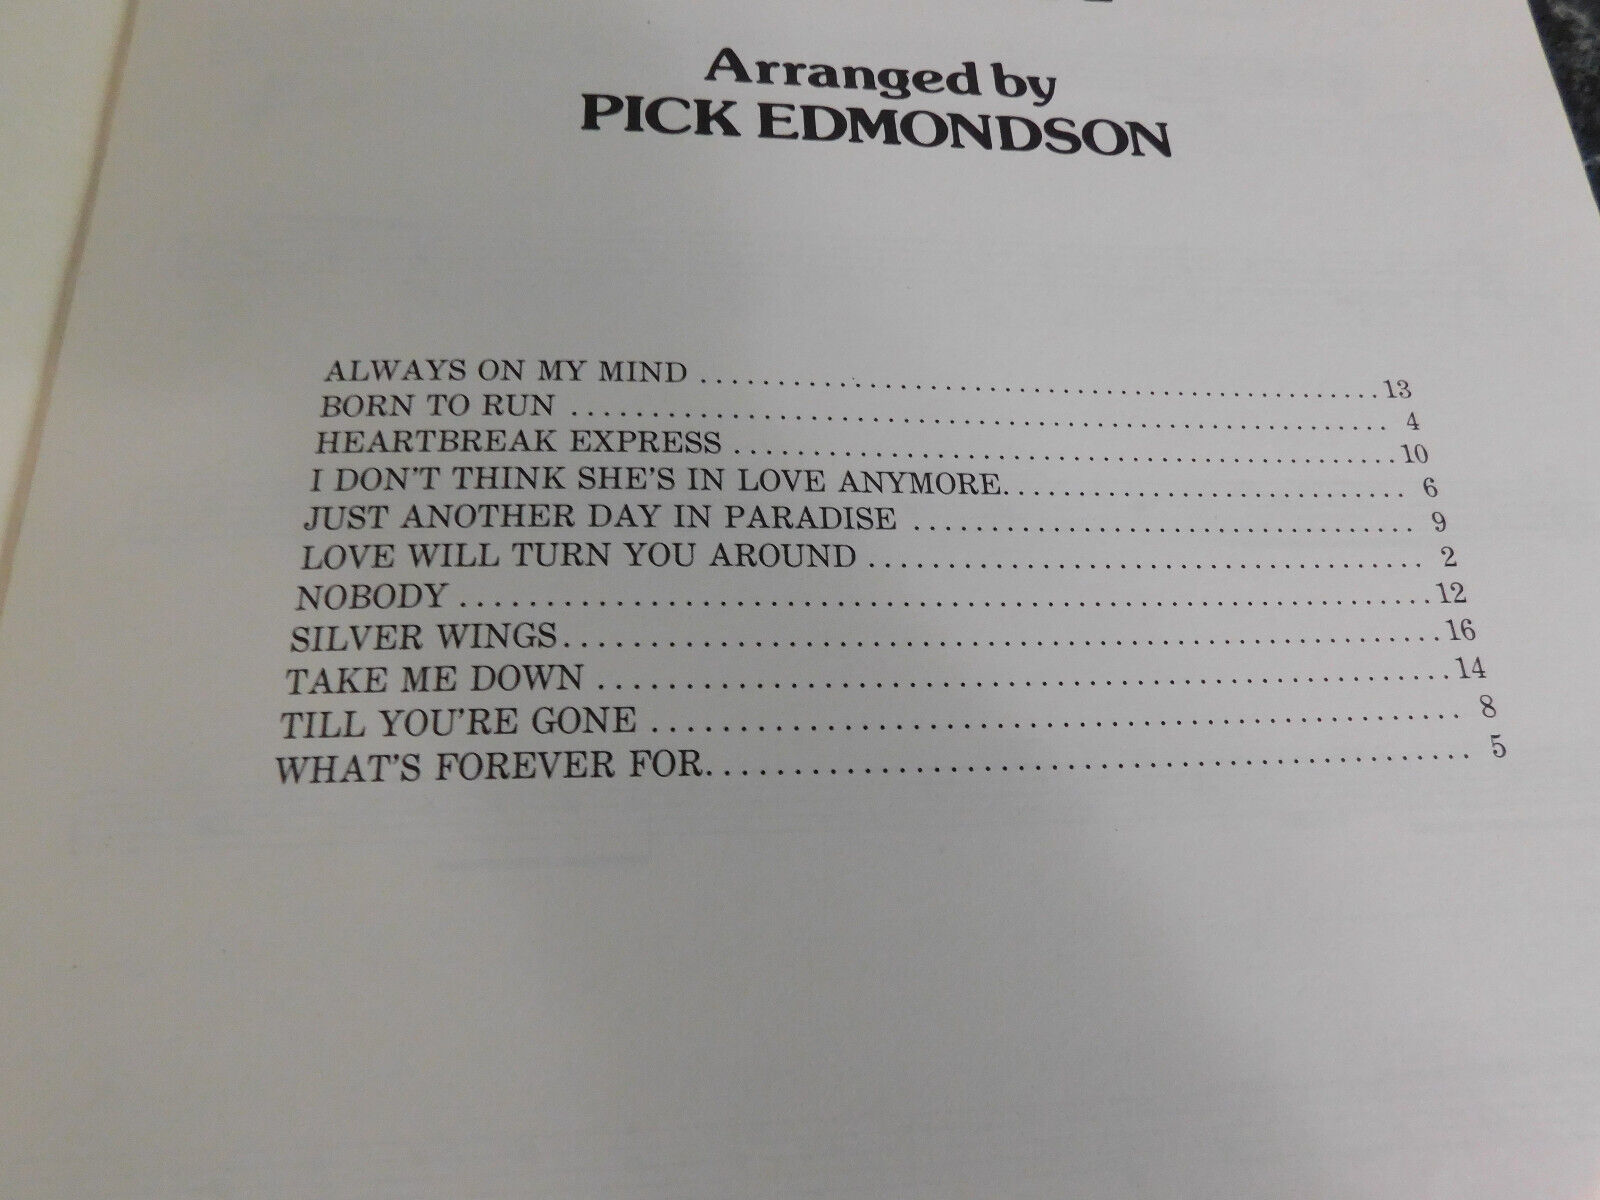 Arranged by
PICK EDMONDSON
ALWAYS ON MY MIND ........................................ 13
BORN TO RUN ........................................ 4
HEARTBREAK EXPRESS ........................................ 10
I DON'T THINK SHE'S IN LOVE ANYMORE ........................................ 6
JUST ANOTHER DAY IN PARADISE ........................................ 9
LOVE WILL TURN YOU AROUND ........................................ 2
NOBODY ........................................ 12
SILVER WINGS ........................................ 16
TAKE ME DOWN ........................................ 14
TILL YOU'RE GONE ........................................ 8
WHAT'S FOREVER FOR ........................................ 5